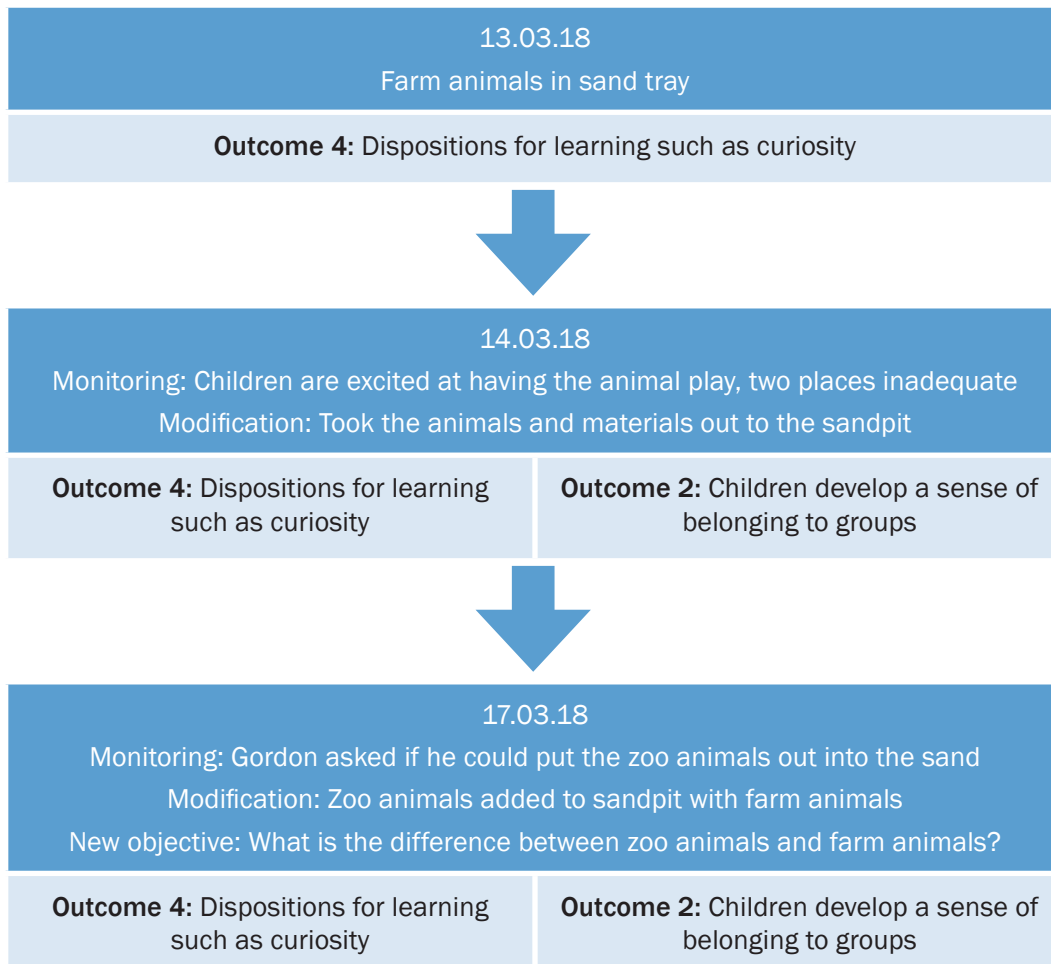 13.03.18
Farm animals in sand tray
Outcome 4: Dispositions for learning such as curiosity
14.03.18
Monitoring: Children are excited at having the animal play, two places inadequate
Modification: Took the animals and materials out to the sandpit
Outcome 4: Dispositions for learning
such as curiosity
Outcome 2: Children develop a sense of
belonging to groups
17.03.18
Monitoring: Gordon asked if he could put the zoo animals out into the sand
Modification: Zoo animals added to sandpit with farm animals
New objective: What is the difference between zoo animals and farm animals?
Outcome 4: Dispositions for learning
such as curiosity
Outcome 2: Children develop a sense of
belonging to groups